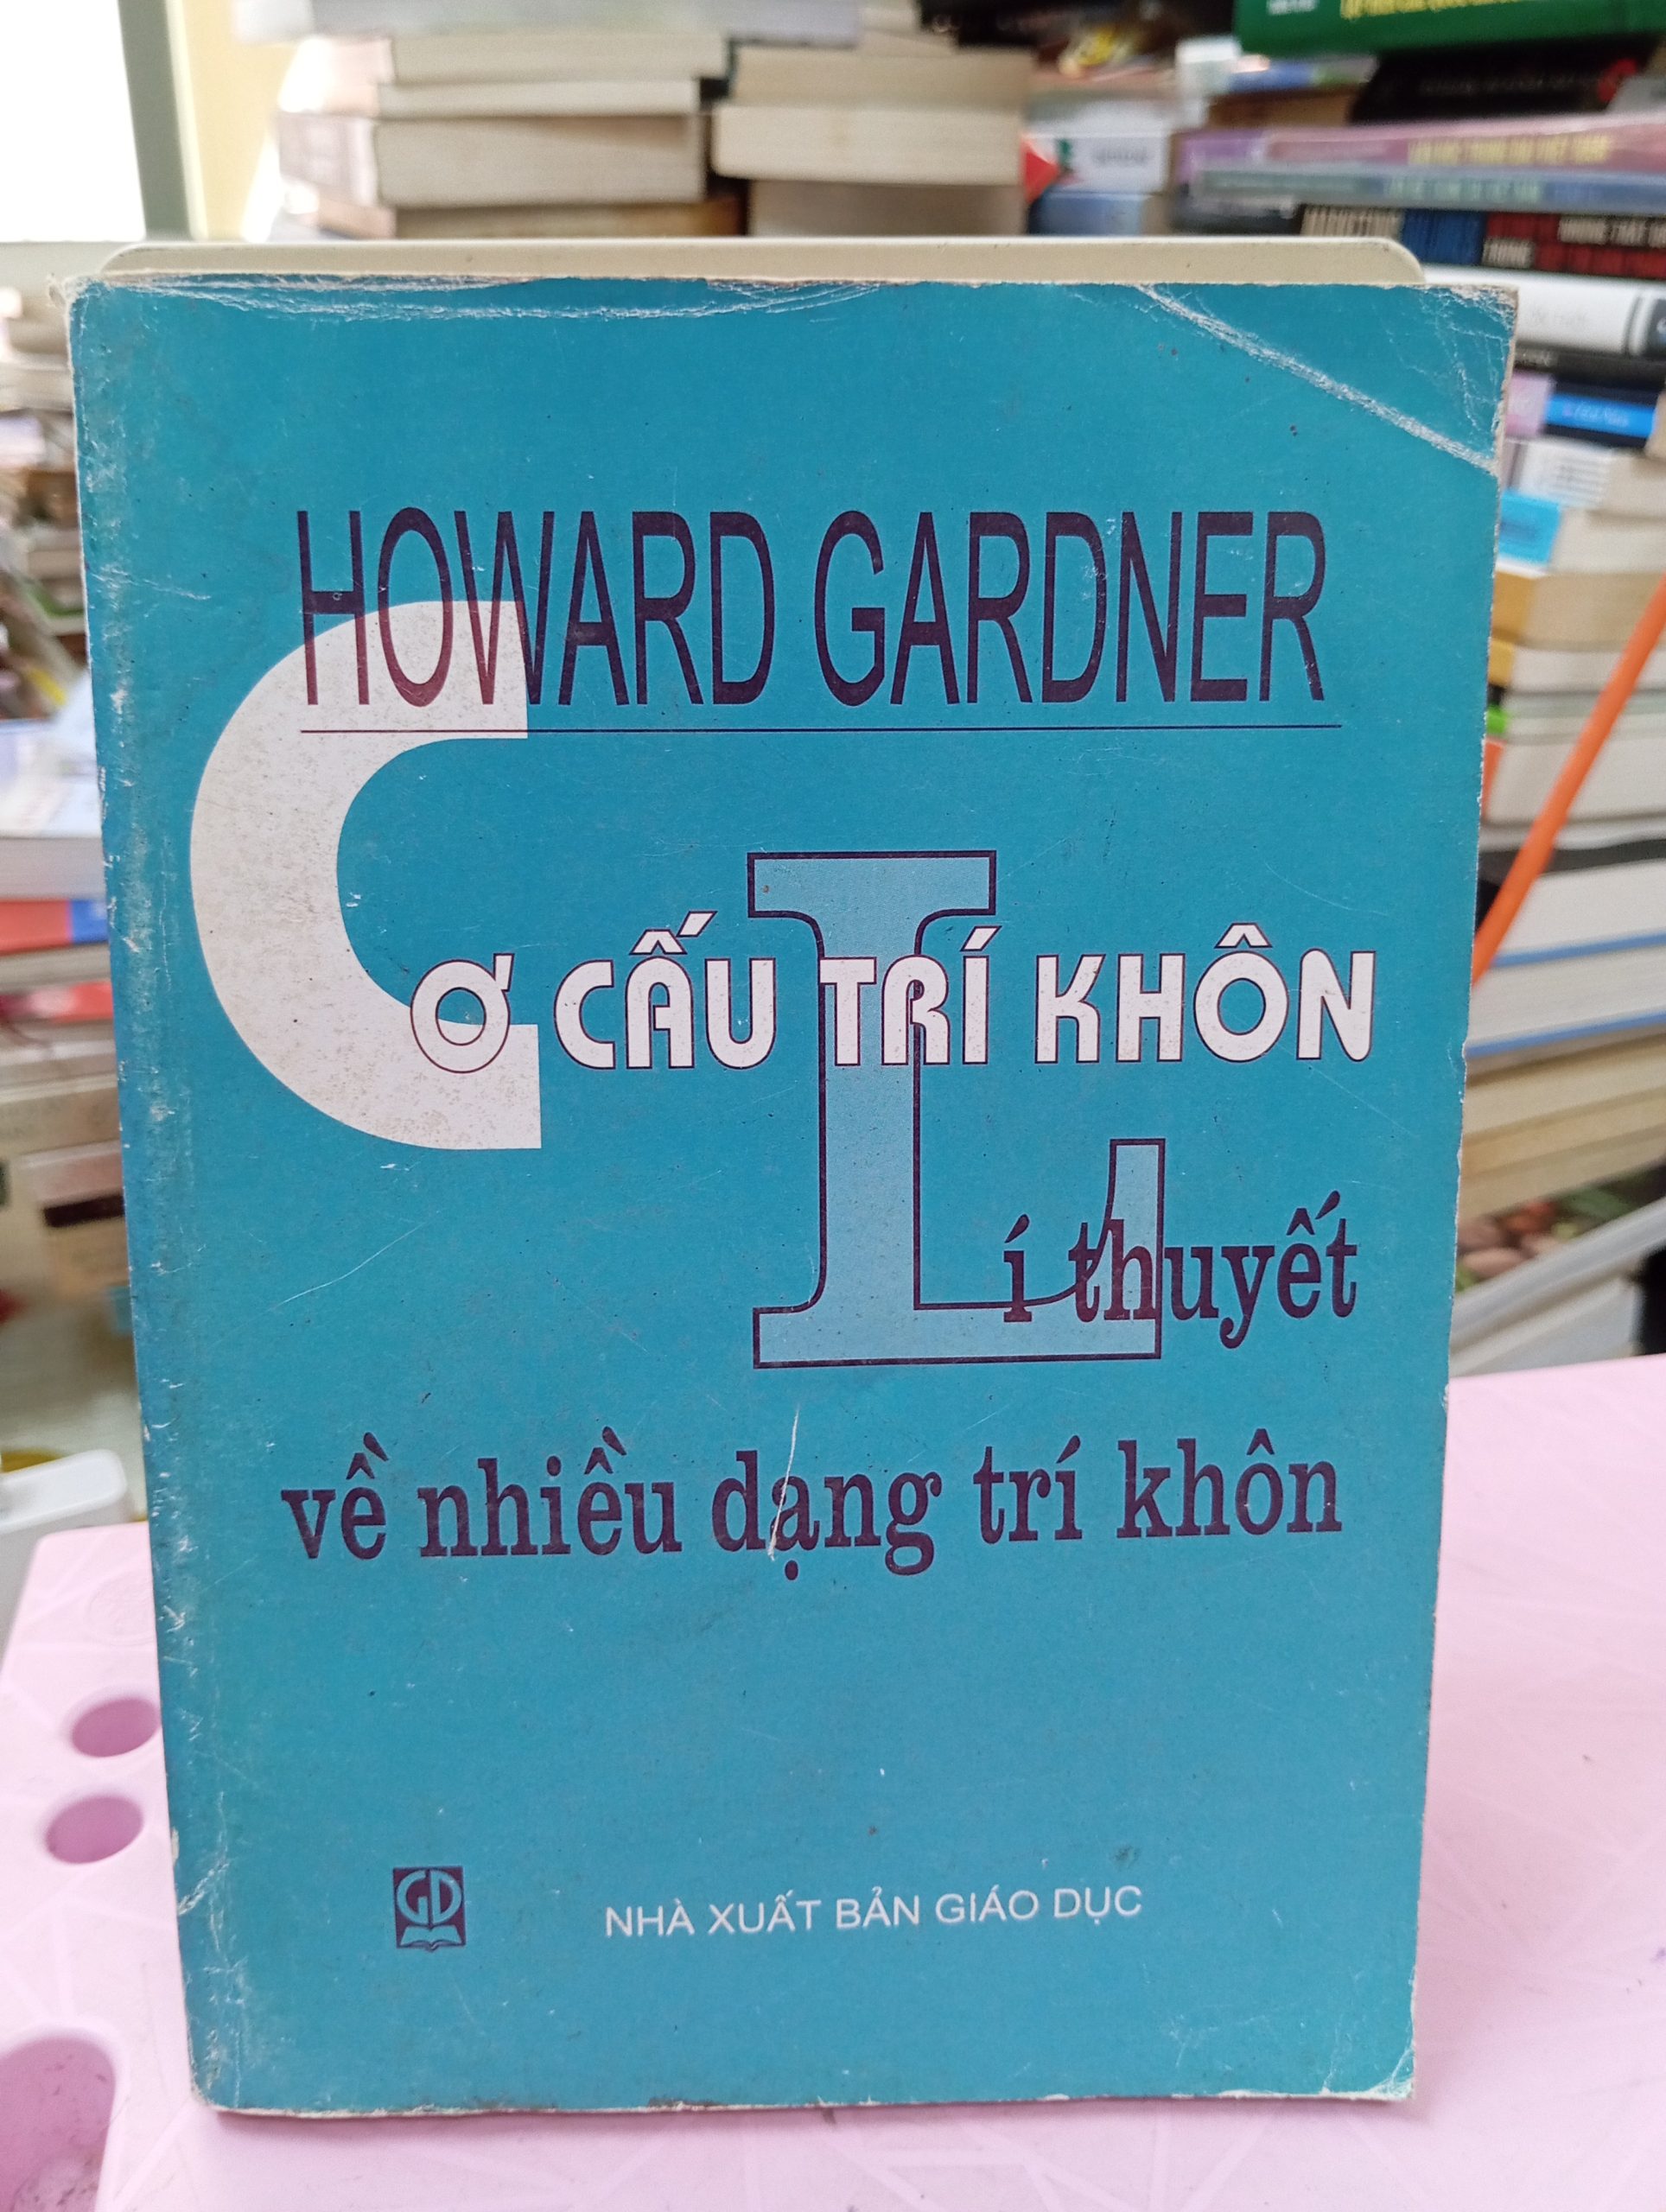 HOWARD GARDNER
CƠ CẤU TRÍ KHÔN
Lí thuyết
về nhiều dạng trí khôn
GD
NHÀ XUẤT BẢN GIÁO DỤC
MARKETING